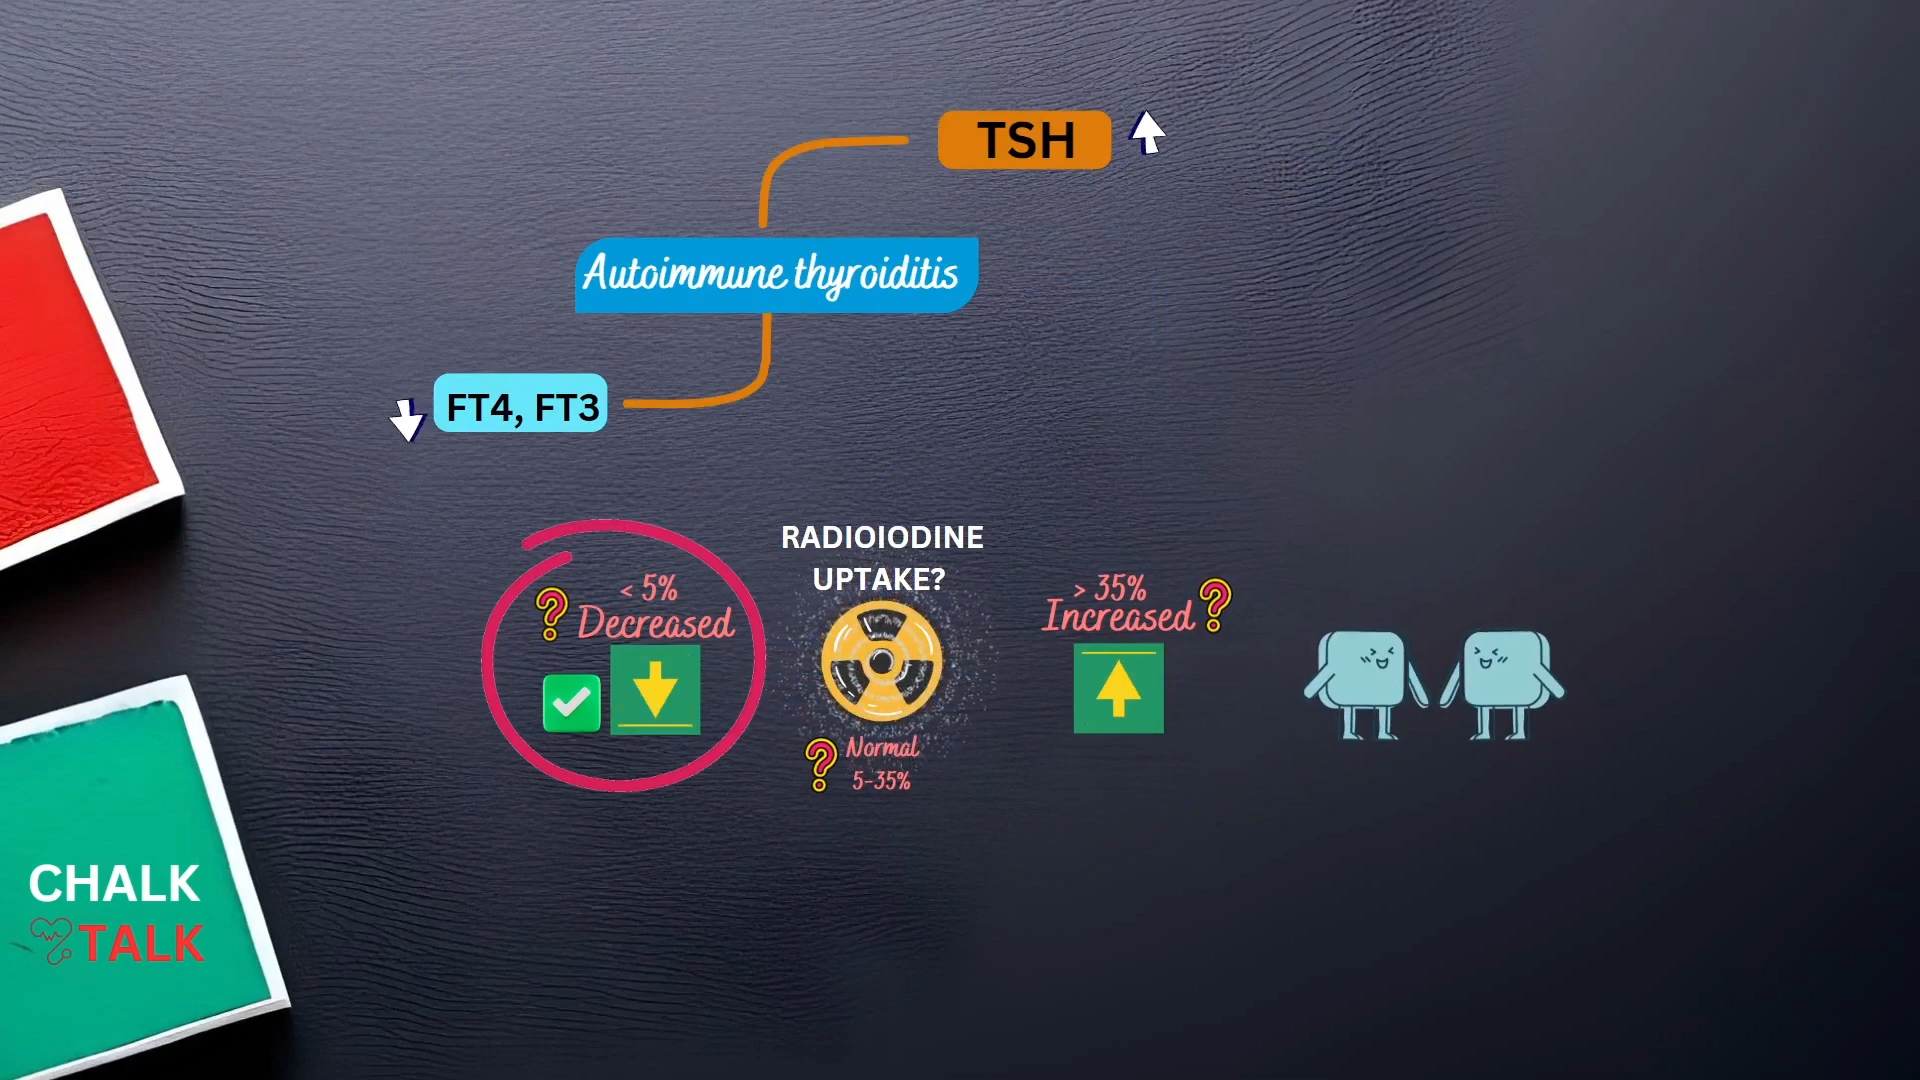 TSH
Autoimmune thyroiditis
FT4, FT3
RADIOIODINE
UPTAKE?
? < 5%
Decreased
> 35%
Increased ?
? Normal
5-35%
CHALK
TALK